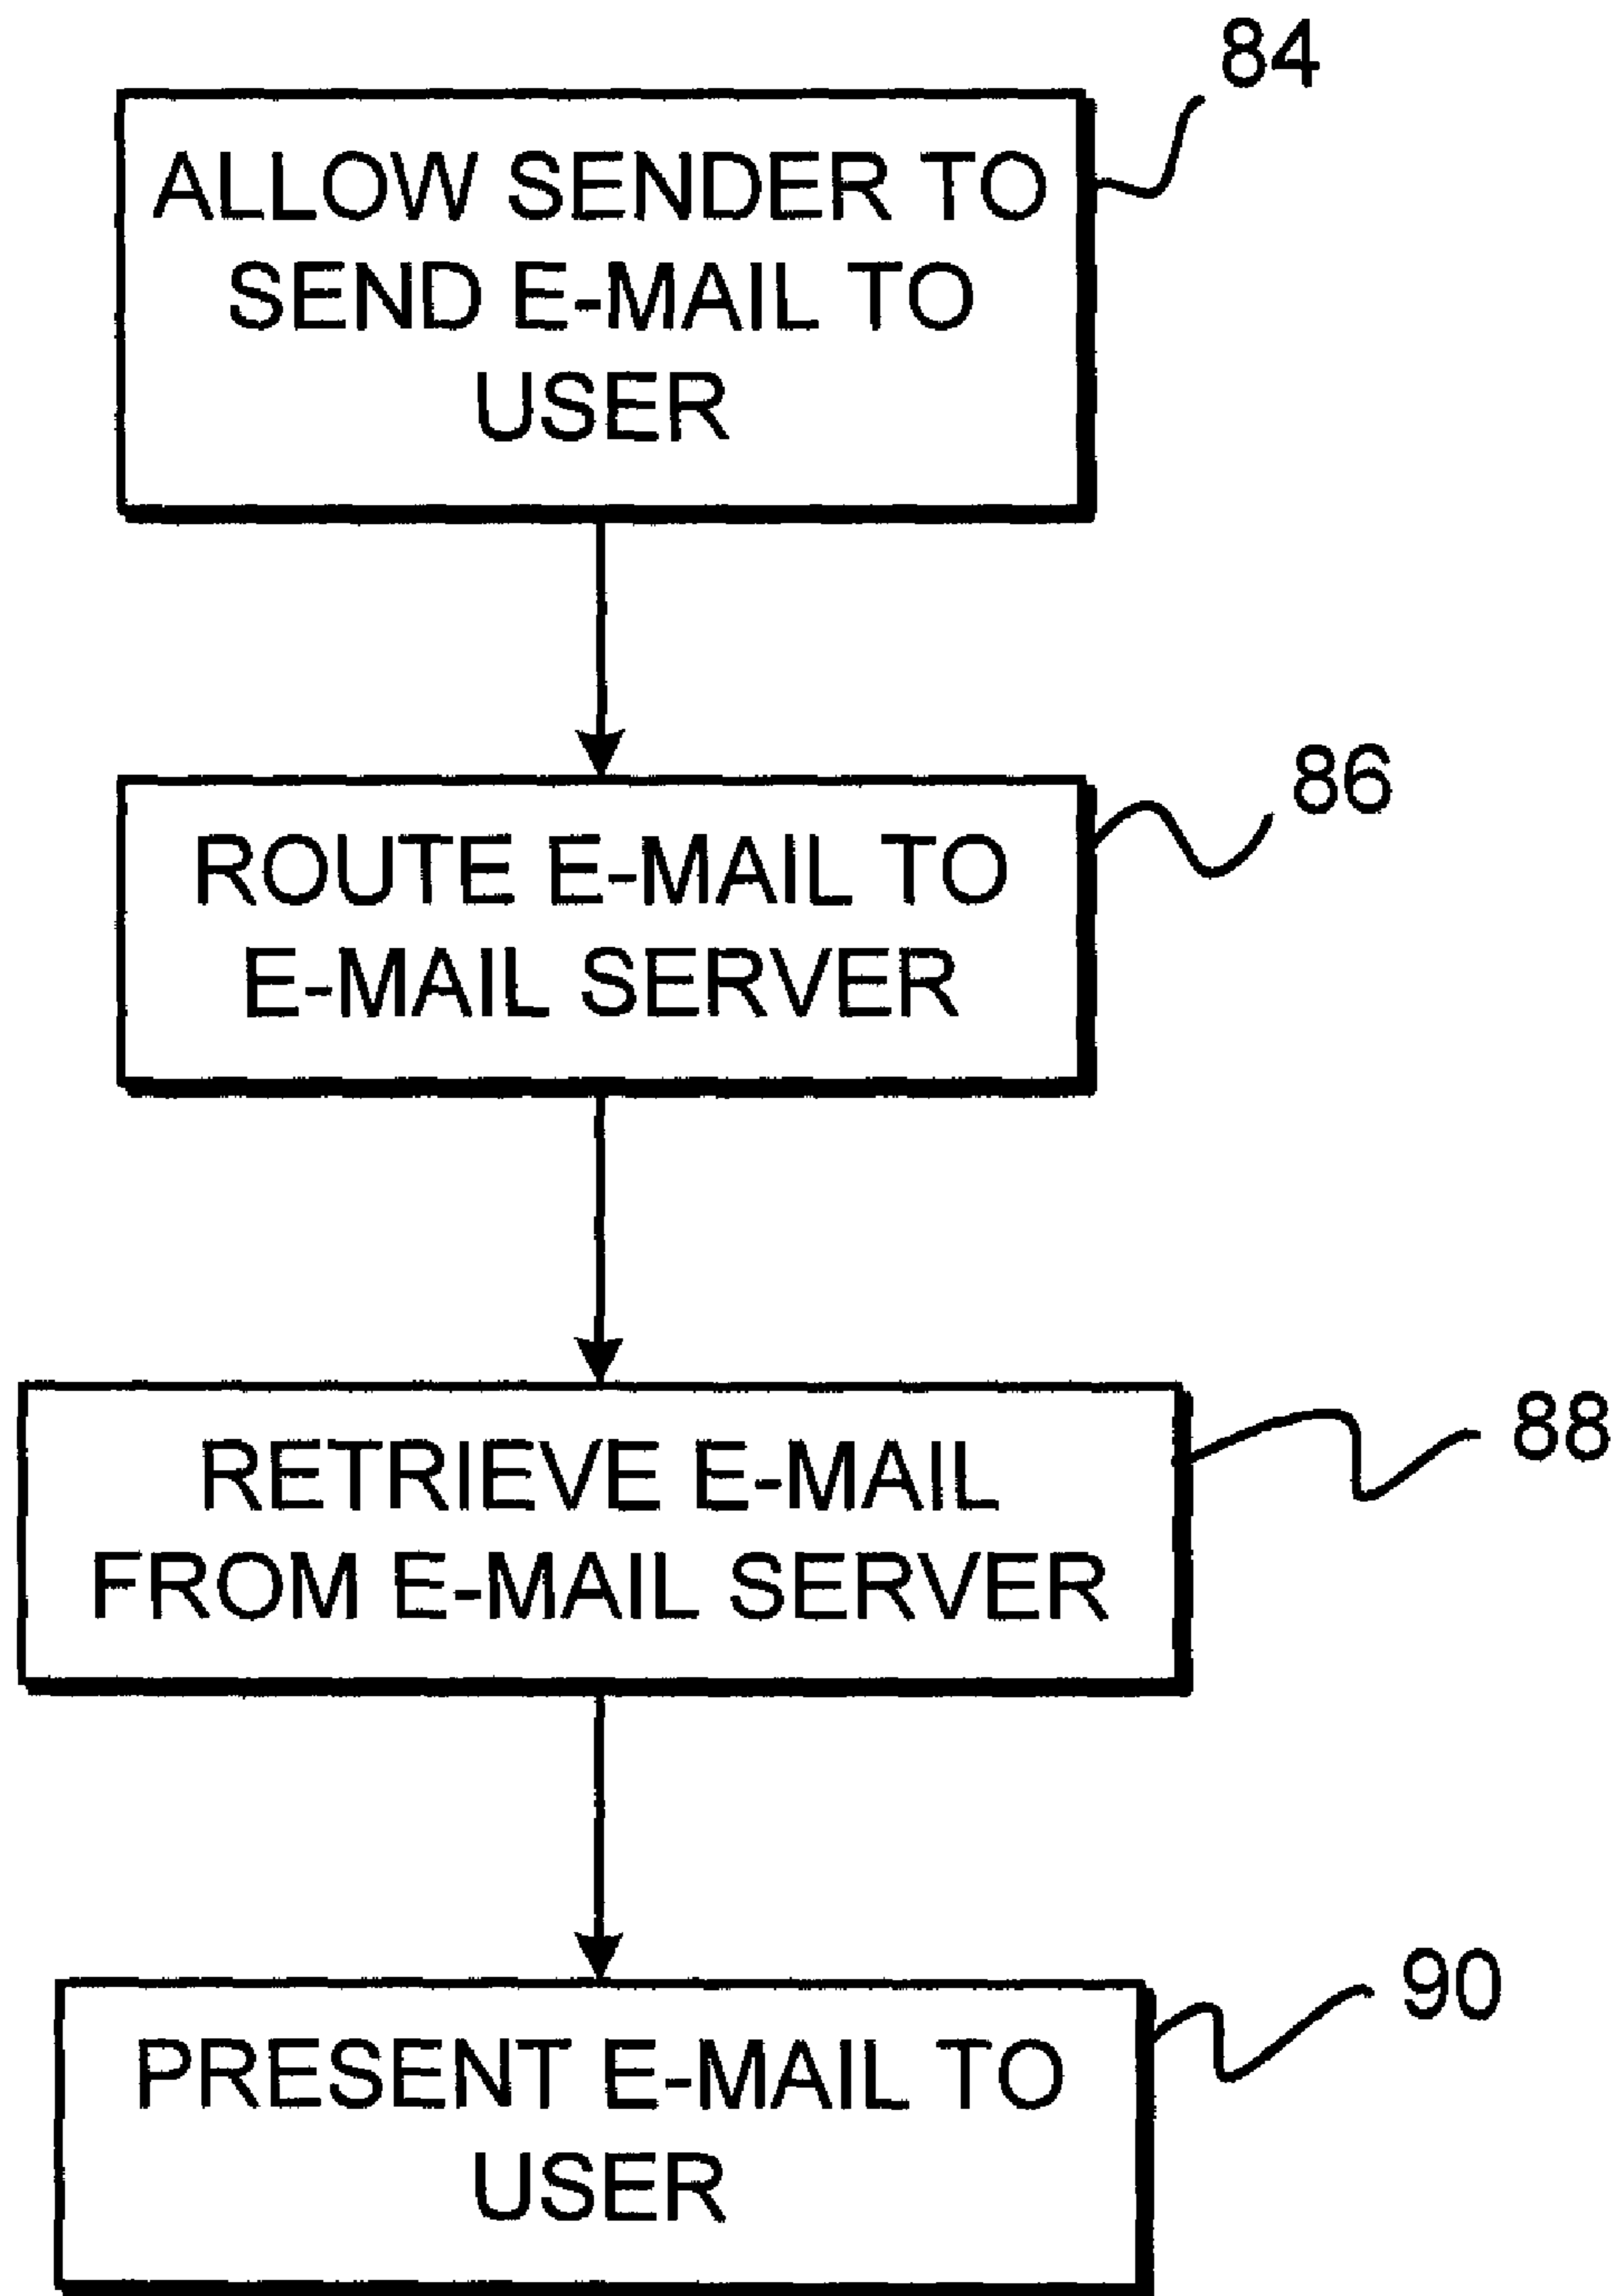 84
ALLOW SENDER TO
SEND E-MAIL TO
USER
86
ROUTE E-MAIL TO
E-MAIL SERVER
88
RETRIEVE E-MAIL
FROM E-MAIL SERVER
90
PRESENT E-MAIL TO
USER